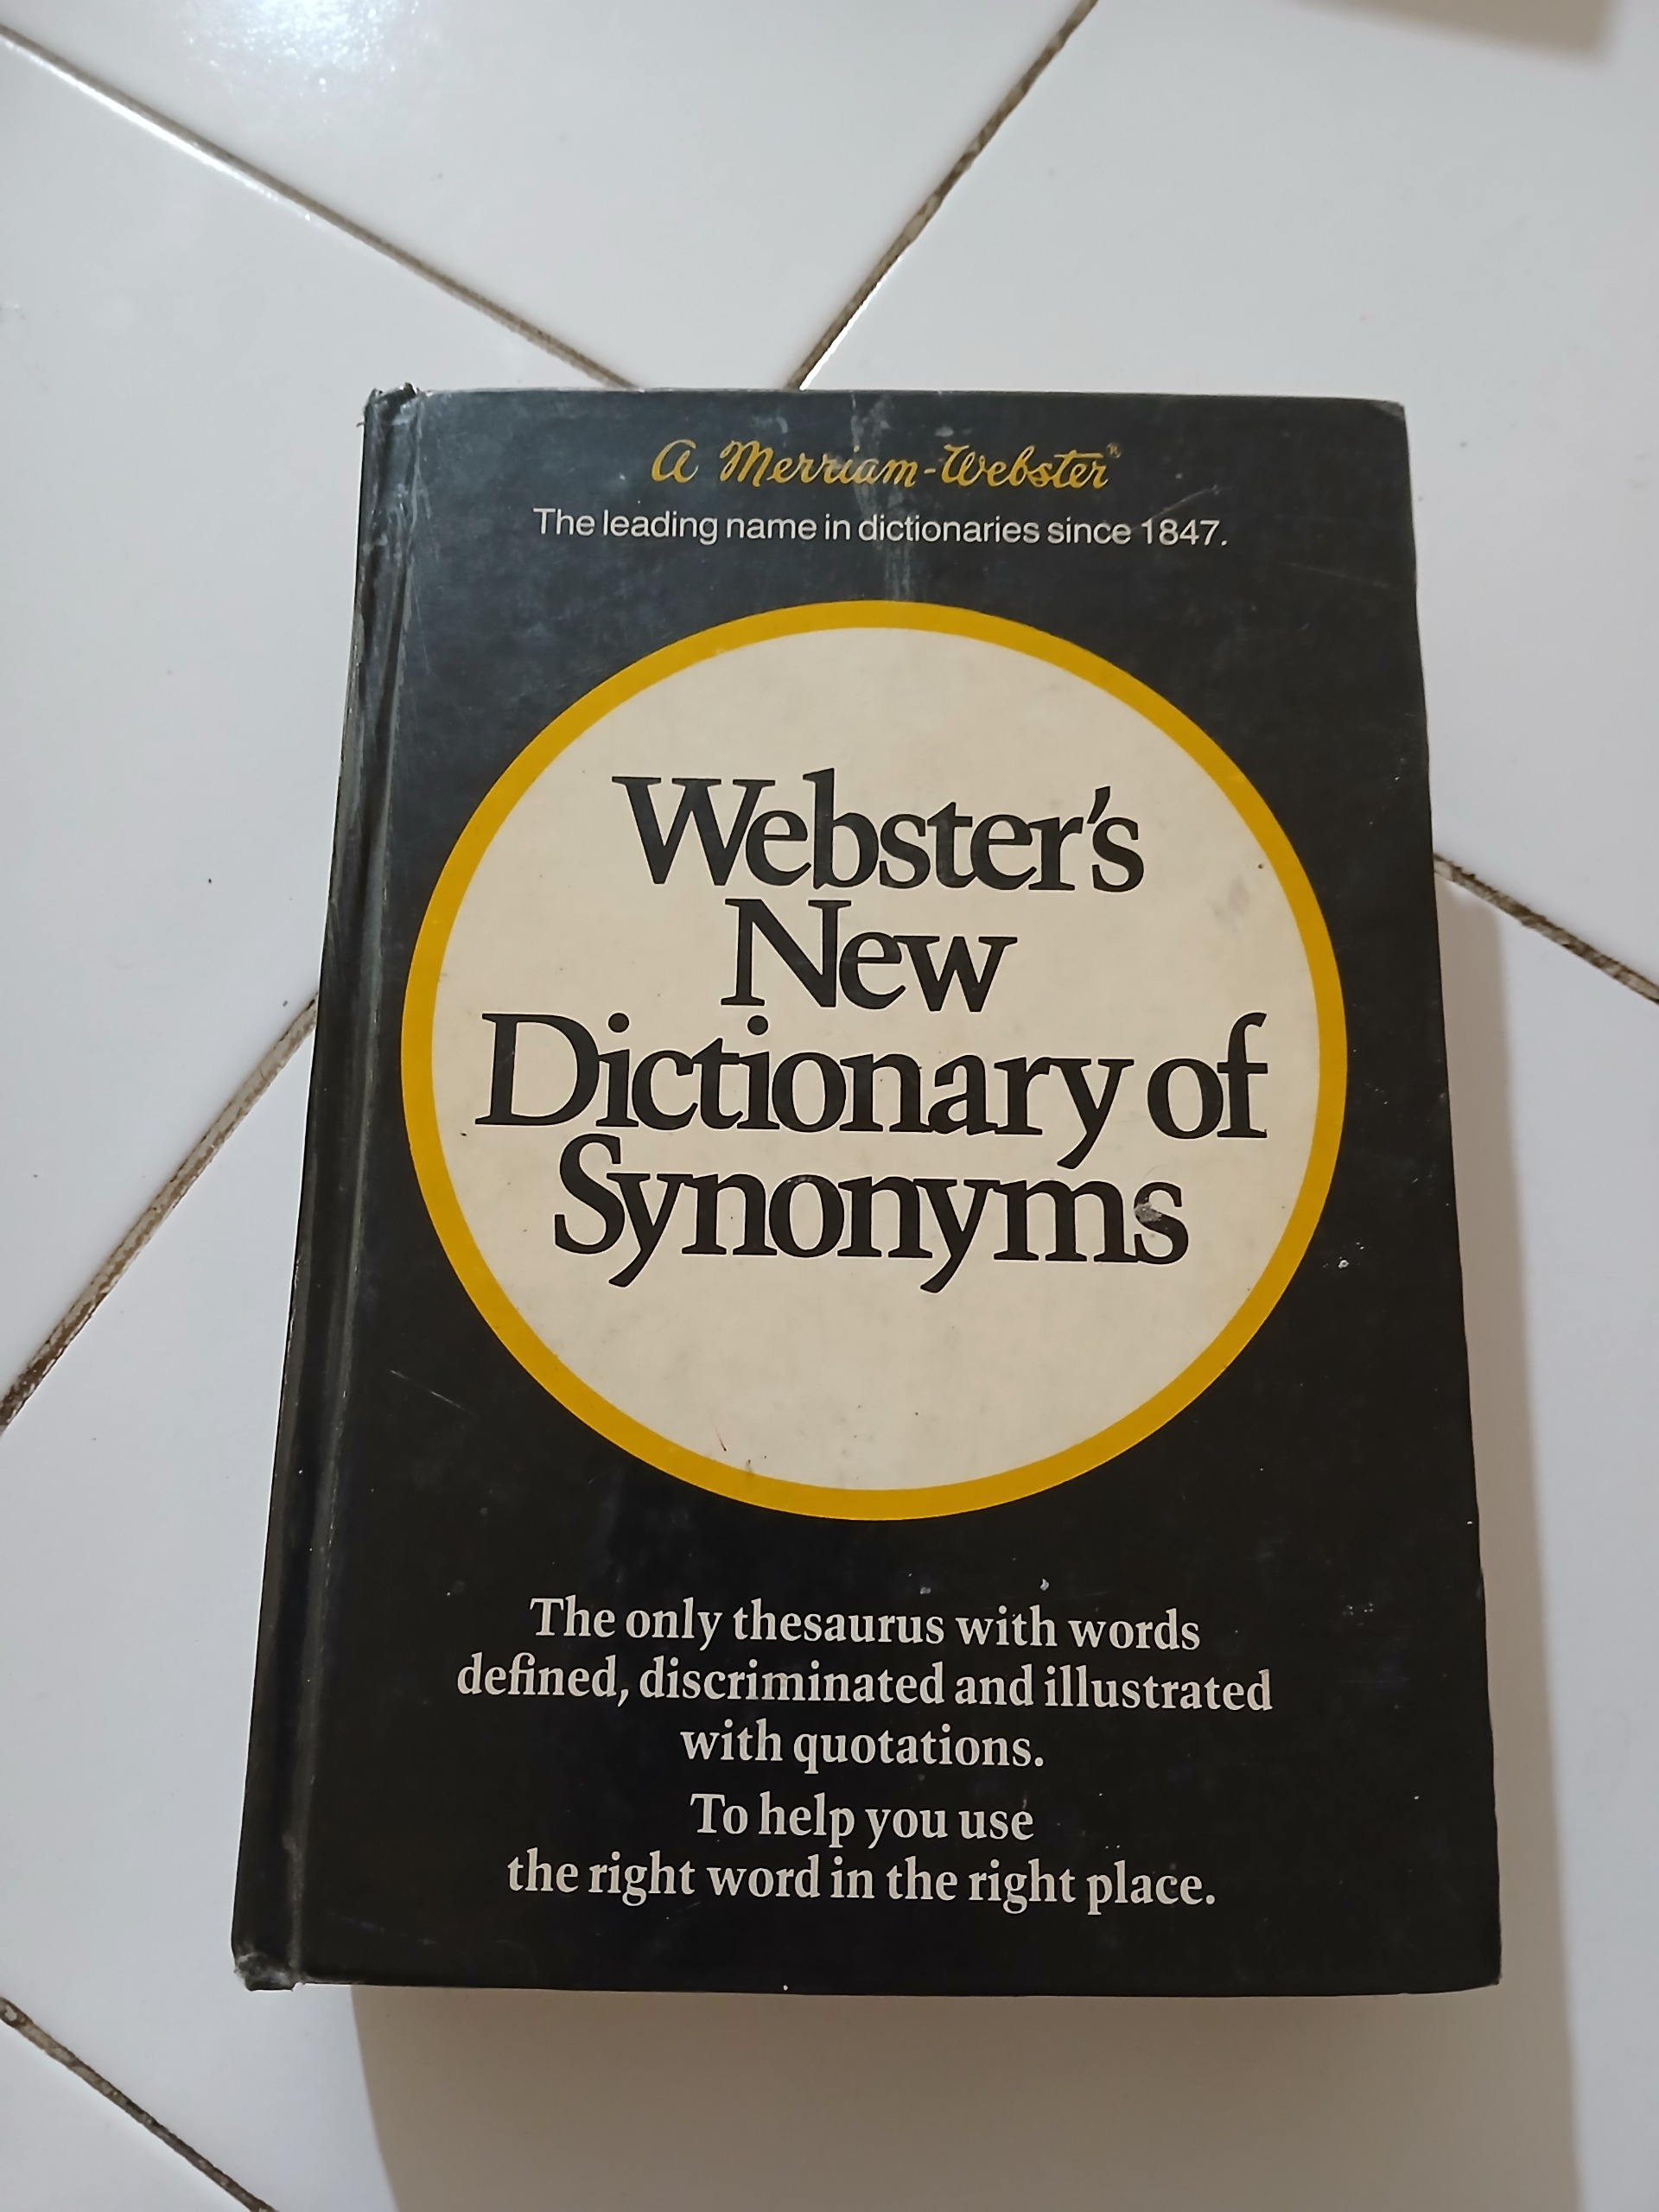 A Merriam-Webster®
The leading name in dictionaries since 1847.
Webster's
New
Dictionary of
Synonyms
The only thesaurus with words
defined, discriminated and illustrated
with quotations.
To help you use
the right word in the right place.